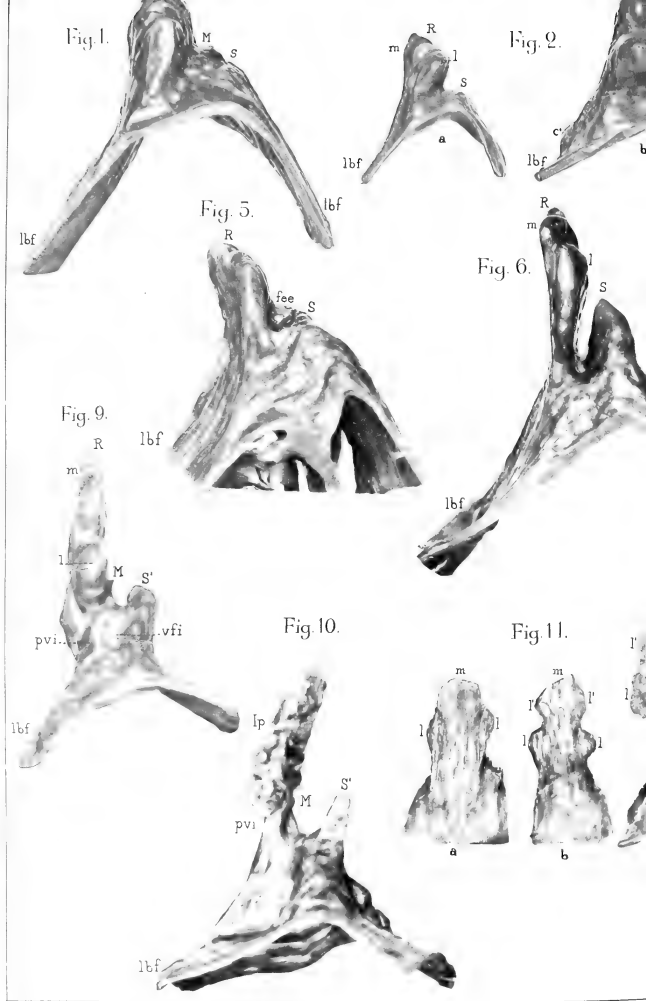 Fig. 1.
M
S
lbf
lbf
R
m
l
S
lbf
a
Fig. 2.
c'
lbf
b
Fig. 5.
R
fee
S
lbf
Fig. 6.
R
m
l
S
lbf
Fig. 9.
R
m
l
M
S'
pvi
vfi
lbf
Fig. 10.
lp
M
S'
pvi
lbf
Fig. 11.
m
l
l
a
m
l'
l'
l
l
b
l'
l